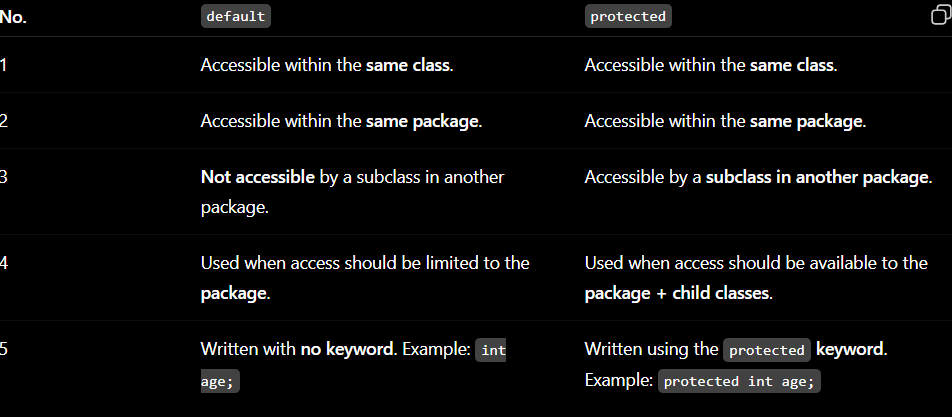 No. default protected
1 Accessible within the same class. Accessible within the same class.
2 Accessible within the same package. Accessible within the same package.
3 Not accessible by a subclass in another Accessible by a subclass in another package.
package.
4 Used when access should be limited to the Used when access should be available to the
package. package + child classes.
5 Written with no keyword. Example: int Written using the protected keyword.
age; Example: protected int age;